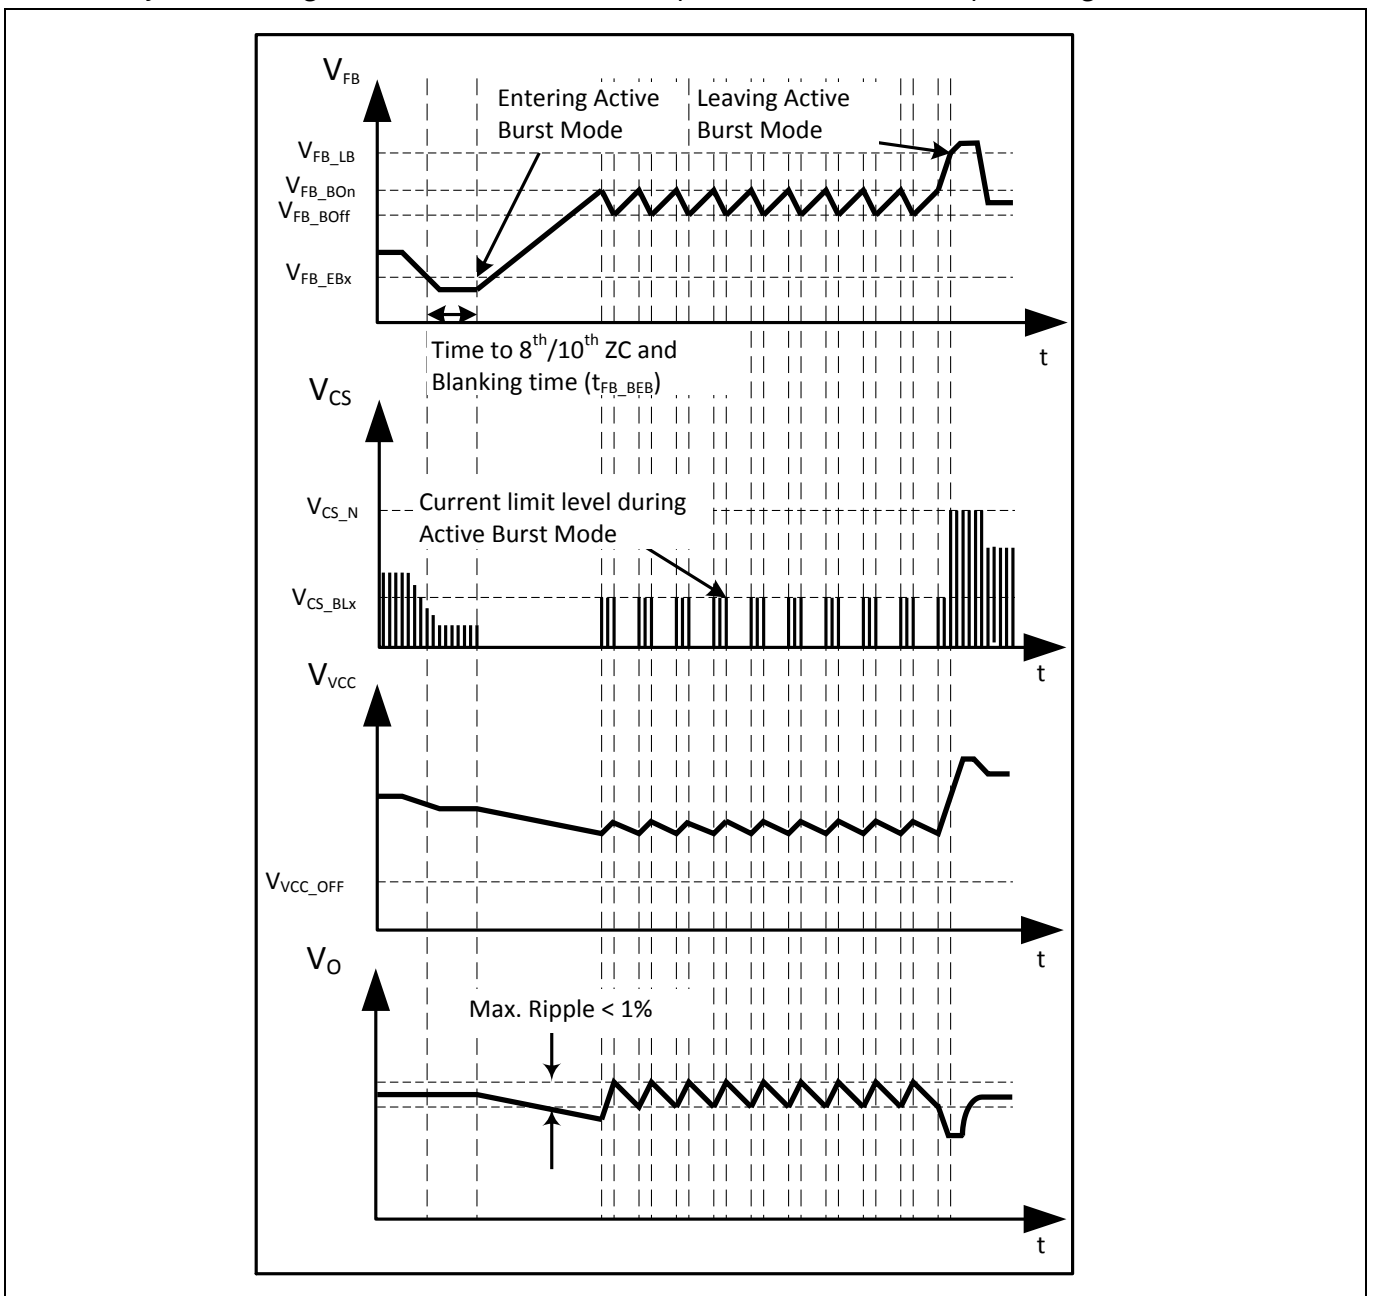 V_FB
Entering Active
Burst Mode
Leaving Active
Burst Mode
V_FB_LB
V_FB_BOn
V_FB_BOff
V_FB_EBx
t
Time to 8th/10th ZC and
Blanking time (tFB_BEB)
V_CS
V_CS_N
Current limit level during
Active Burst Mode
V_CS_BLx
t
V_VCC
V_VCC_OFF
t
V_O
Max. Ripple < 1%
t